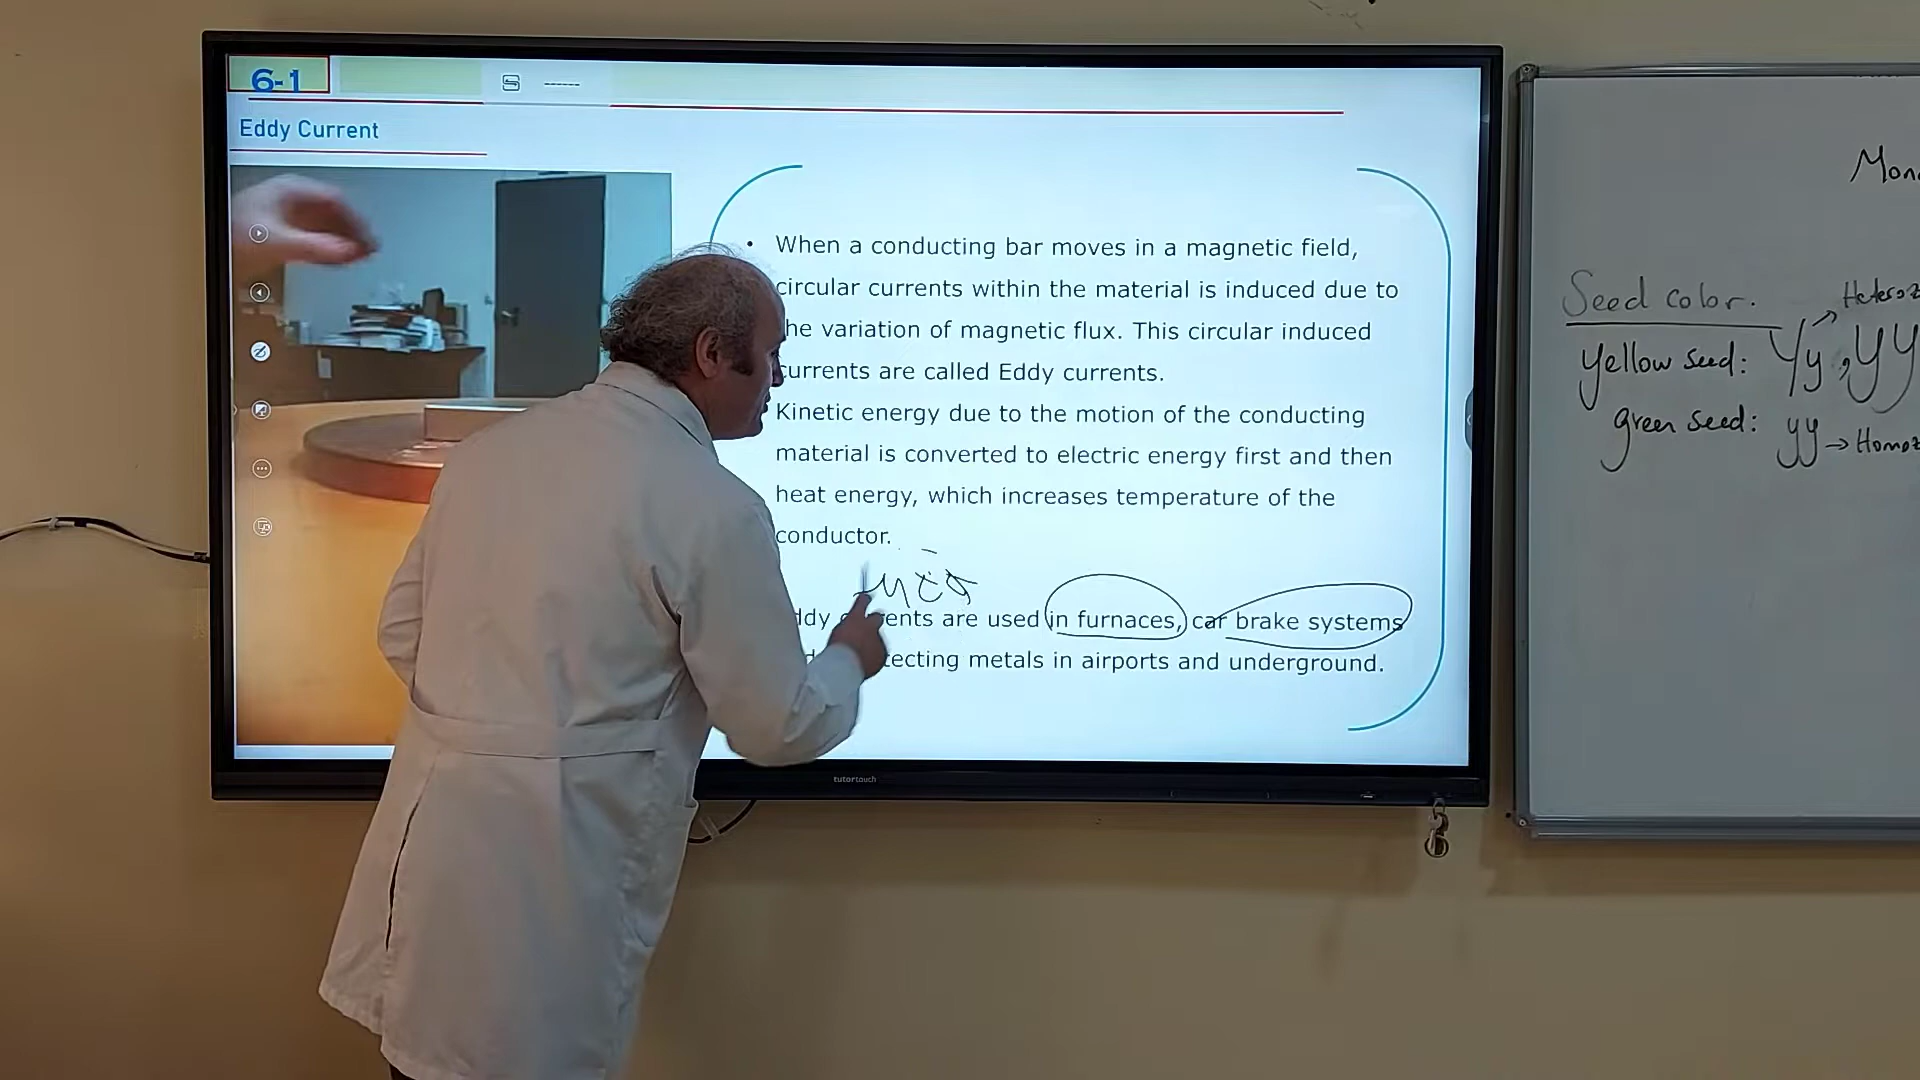 6-1
Eddy Current
• When a conducting bar moves in a magnetic field,
circular currents within the material is induced due to
the variation of magnetic flux. This circular induced
currents are called Eddy currents.
Kinetic energy due to the motion of the conducting
material is converted to electric energy first and then
heat energy, which increases temperature of the
conductor.
are used in furnaces, car brake systems
metals in airports and underground.
tutortouch
Seed color.
yellow seed: Yy, YY
green seed: yy →